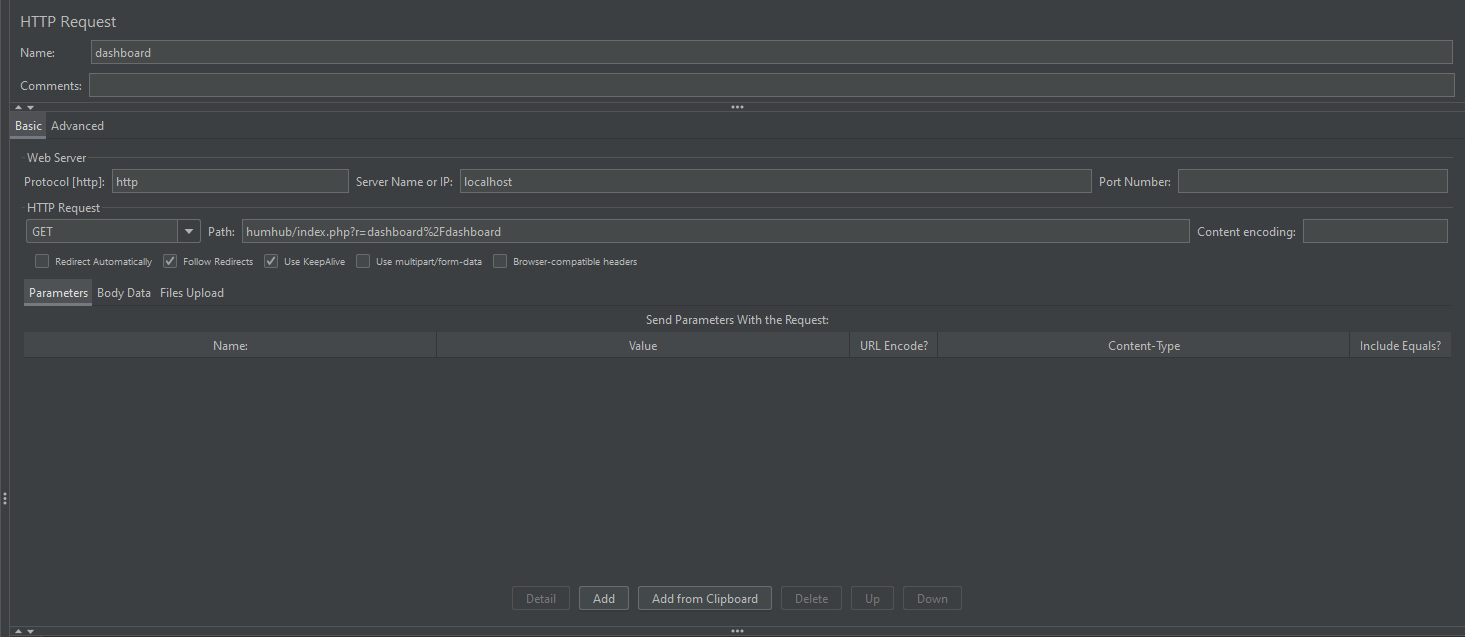 HTTP Request
Name: dashboard
Comments:
Basic Advanced
Web Server
Protocol [http]: http Server Name or IP: localhost Port Number:
HTTP Request
GET Path: humhub/index.php?r=dashboard%2Fdashboard Content encoding:
Redirect Automatically Follow Redirects Use KeepAlive Use multipart/form-data Browser-compatible headers
Parameters Body Data Files Upload
Send Parameters With the Request:
Name: Value URL Encode? Content-Type Include Equals?
Detail Add Add from Clipboard Delete Up Down